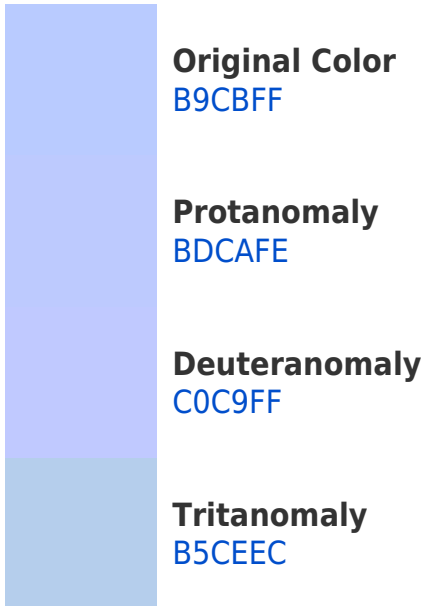 Original Color
B9CBFF
Protanomaly
BDCAFE
Deuteranomaly
C0C9FF
Tritanomaly
B5CEEC